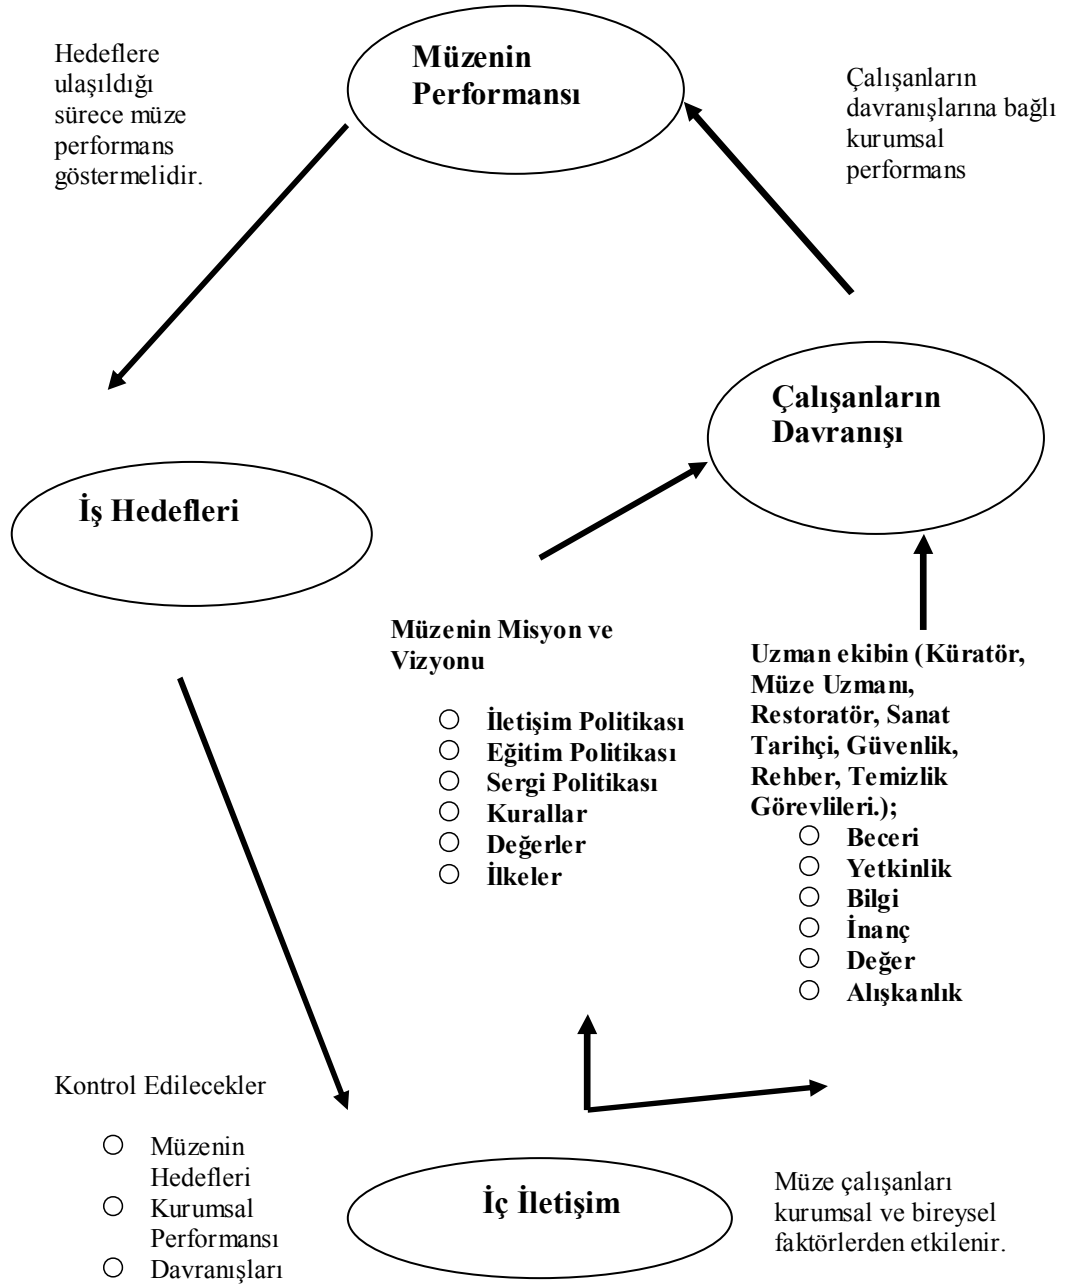 Hedeflere
ulaşıldığı
sürece müze
performans
göstermelidir.
Müzenin
Performansı
Çalışanların
davranışlarına bağlı
kurumsal
performans
Çalışanların
Davranışı
İş Hedefleri
Müzenin Misyon ve
Vizyonu
○ İletişim Politikası
○ Eğitim Politikası
○ Sergi Politikası
○ Kurallar
○ Değerler
○ İlkeler
Uzman ekibin (Küratör,
Müze Uzmanı,
Restoratör, Sanat
Tarihçi, Güvenlik,
Rehber, Temizlik
Görevlileri.);
○ Beceri
○ Yetkinlik
○ Bilgi
○ İnanç
○ Değer
○ Alışkanlık
Kontrol Edilecekler
○ Müzenin
Hedefleri
○ Kurumsal
Performansı
○ Davranışları
İç İletişim
Müze çalışanları
kurumsal ve bireysel
faktörlerden etkilenir.